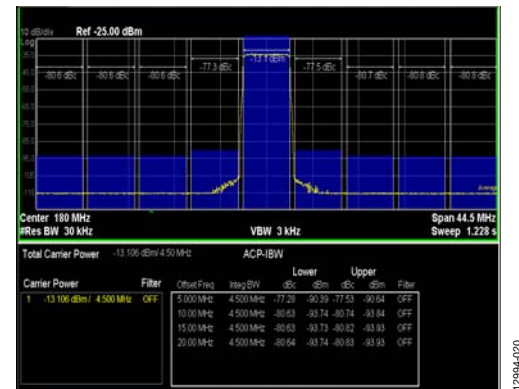 10 dB/div Ref -25.00 dBm
Log
-13.1 dBm
-77.3 dBc -77.5 dBc
-80.6 dBc -80.6 dBc -80.6 dBc -80.7 dBc -80.8 dBc -80.8 dBc
Average
Center 180 MHz Span 44.5 MHz
#Res BW 30 kHz VBW 3 kHz Sweep 1.228 s
Total Carrier Power -13.106 dBm/ 4.50 MHz ACP-IBW
Lower Upper
Carrier Power Filter Offset Freq Integ BW dBc dBm dBc dBm Filter
1 -13.106 dBm / 4.500 MHz OFF 5.000 MHz 4.500 MHz -77.28 -90.39 -77.53 -90.64 OFF
10.00 MHz 4.500 MHz -80.63 -93.74 -80.74 -93.84 OFF
15.00 MHz 4.500 MHz -80.63 -93.73 -80.82 -93.93 OFF
20.00 MHz 4.500 MHz -80.64 -93.74 -80.83 -93.93 OFF
12994-020